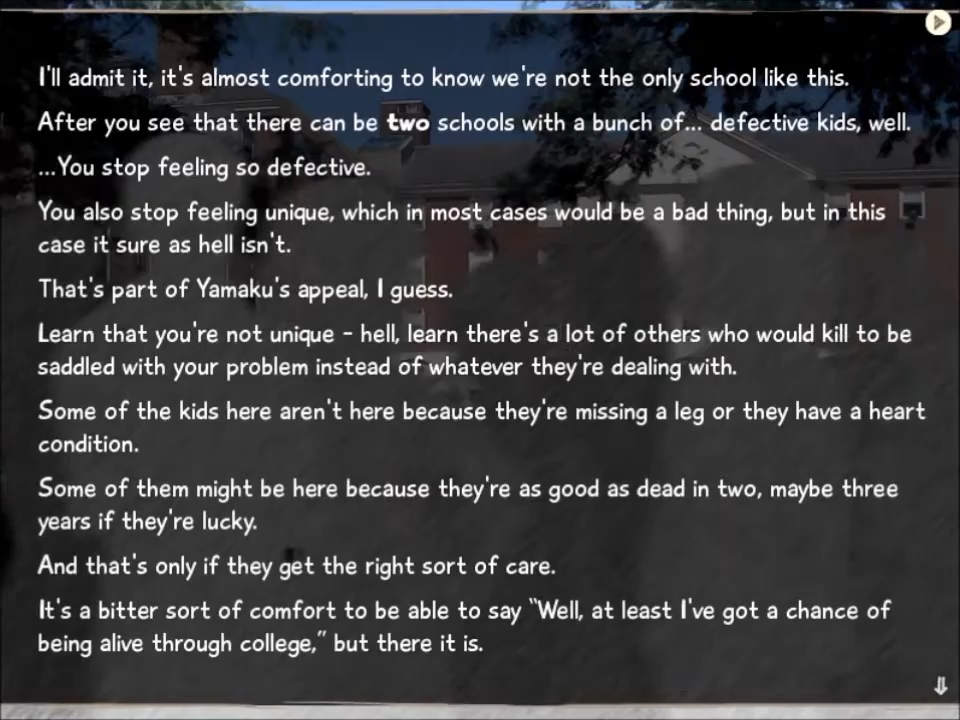 I'll admit it, it's almost comforting to know we're not the only school like this.
After you see that there can be two schools with a bunch of... defective kids, well.
...You stop feeling so defective.
You also stop feeling unique, which in most cases would be a bad thing, but in this
case it sure as hell isn't.
That's part of Yamaku's appeal, I guess.
Learn that you're not unique - hell, learn there's a lot of others who would kill to be
saddled with your problem instead of whatever they're dealing with.
Some of the kids here aren't here because they're missing a leg or they have a heart
condition.
Some of them might be here because they're as good as dead in two, maybe three
years if they're lucky.
And that's only if they get the right sort of care.
It's a bitter sort of comfort to be able to say “Well, at least I've got a chance of
being alive through college,” but there it is.